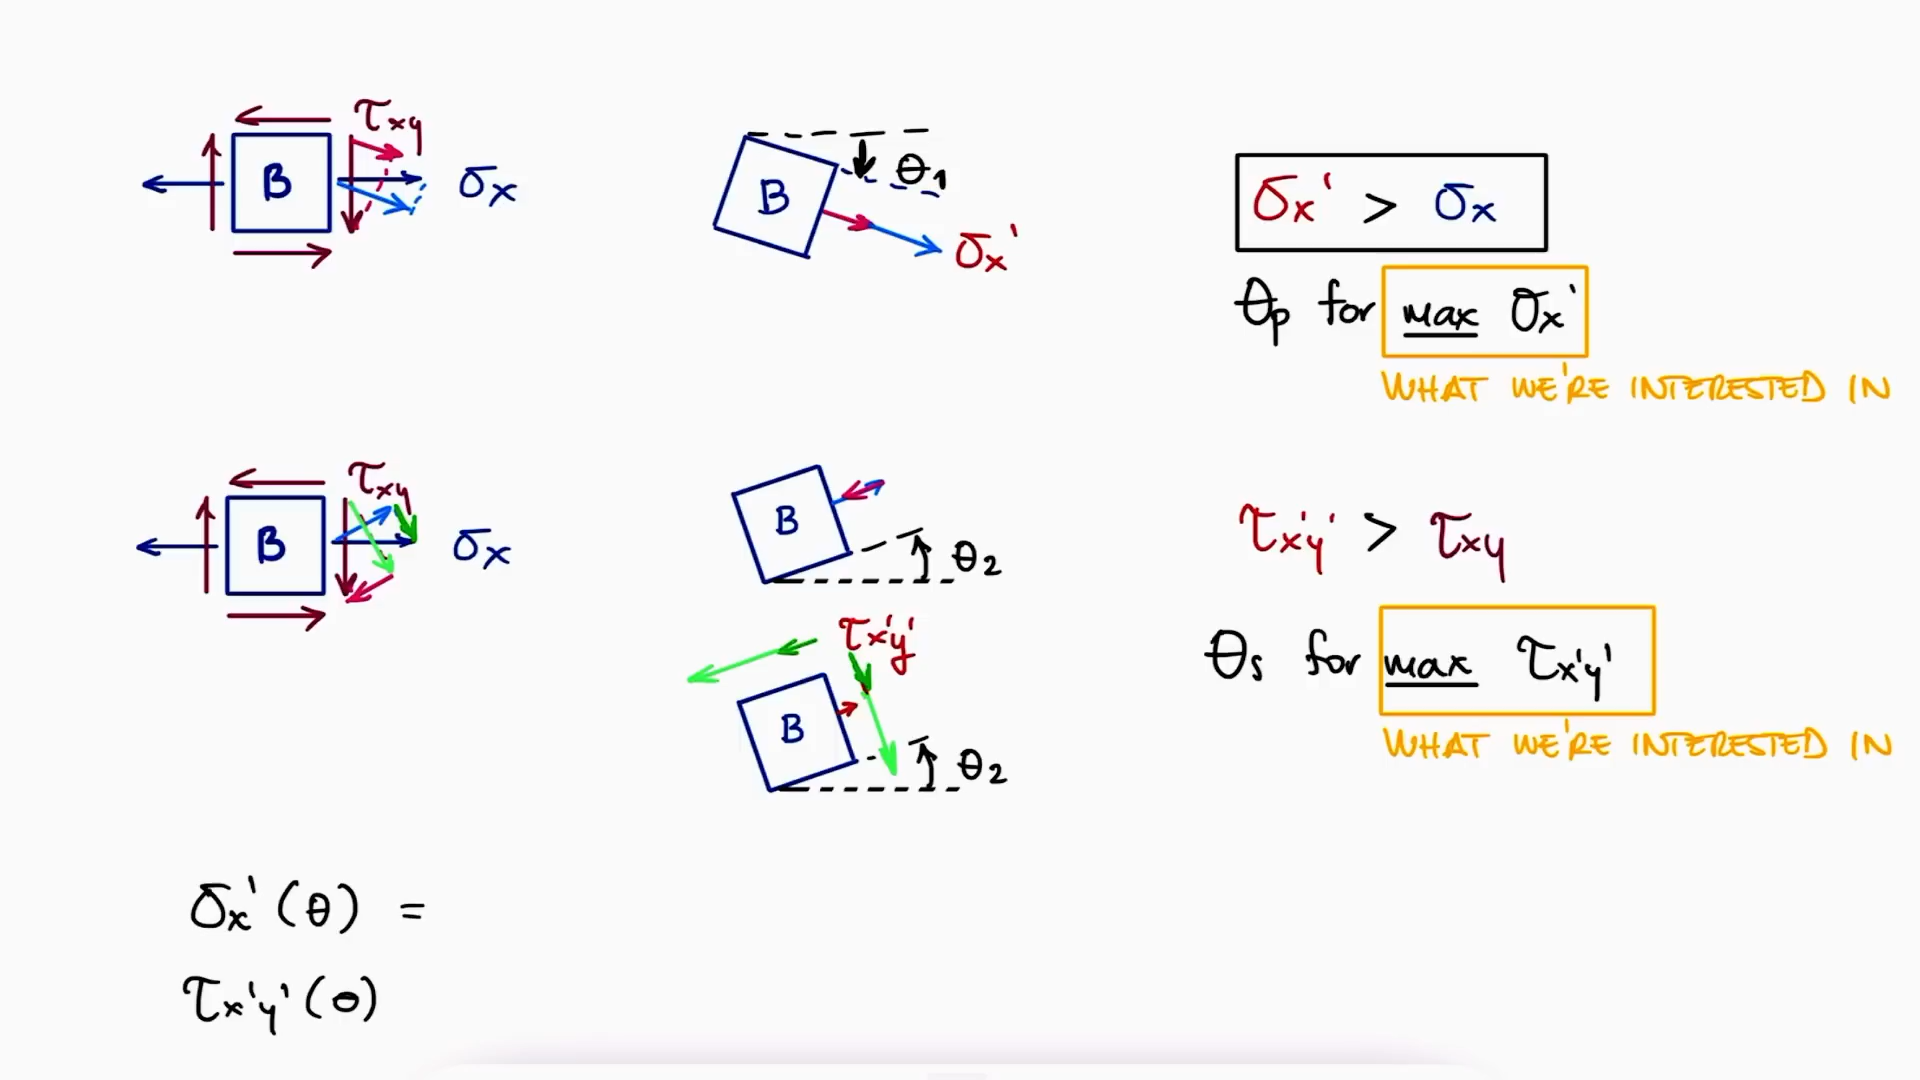 τxy
B
σx
B
θ1
σx'
σx' > σx
θp for max σx'
WHAT WE'RE INTERESTED IN
τxy
B
σx
B
θ2
τx'y' > τxy
τx'y'
B
θ2
θs for max τx'y'
WHAT WE'RE INTERESTED IN
σx'(θ) =
τx'y'(θ)